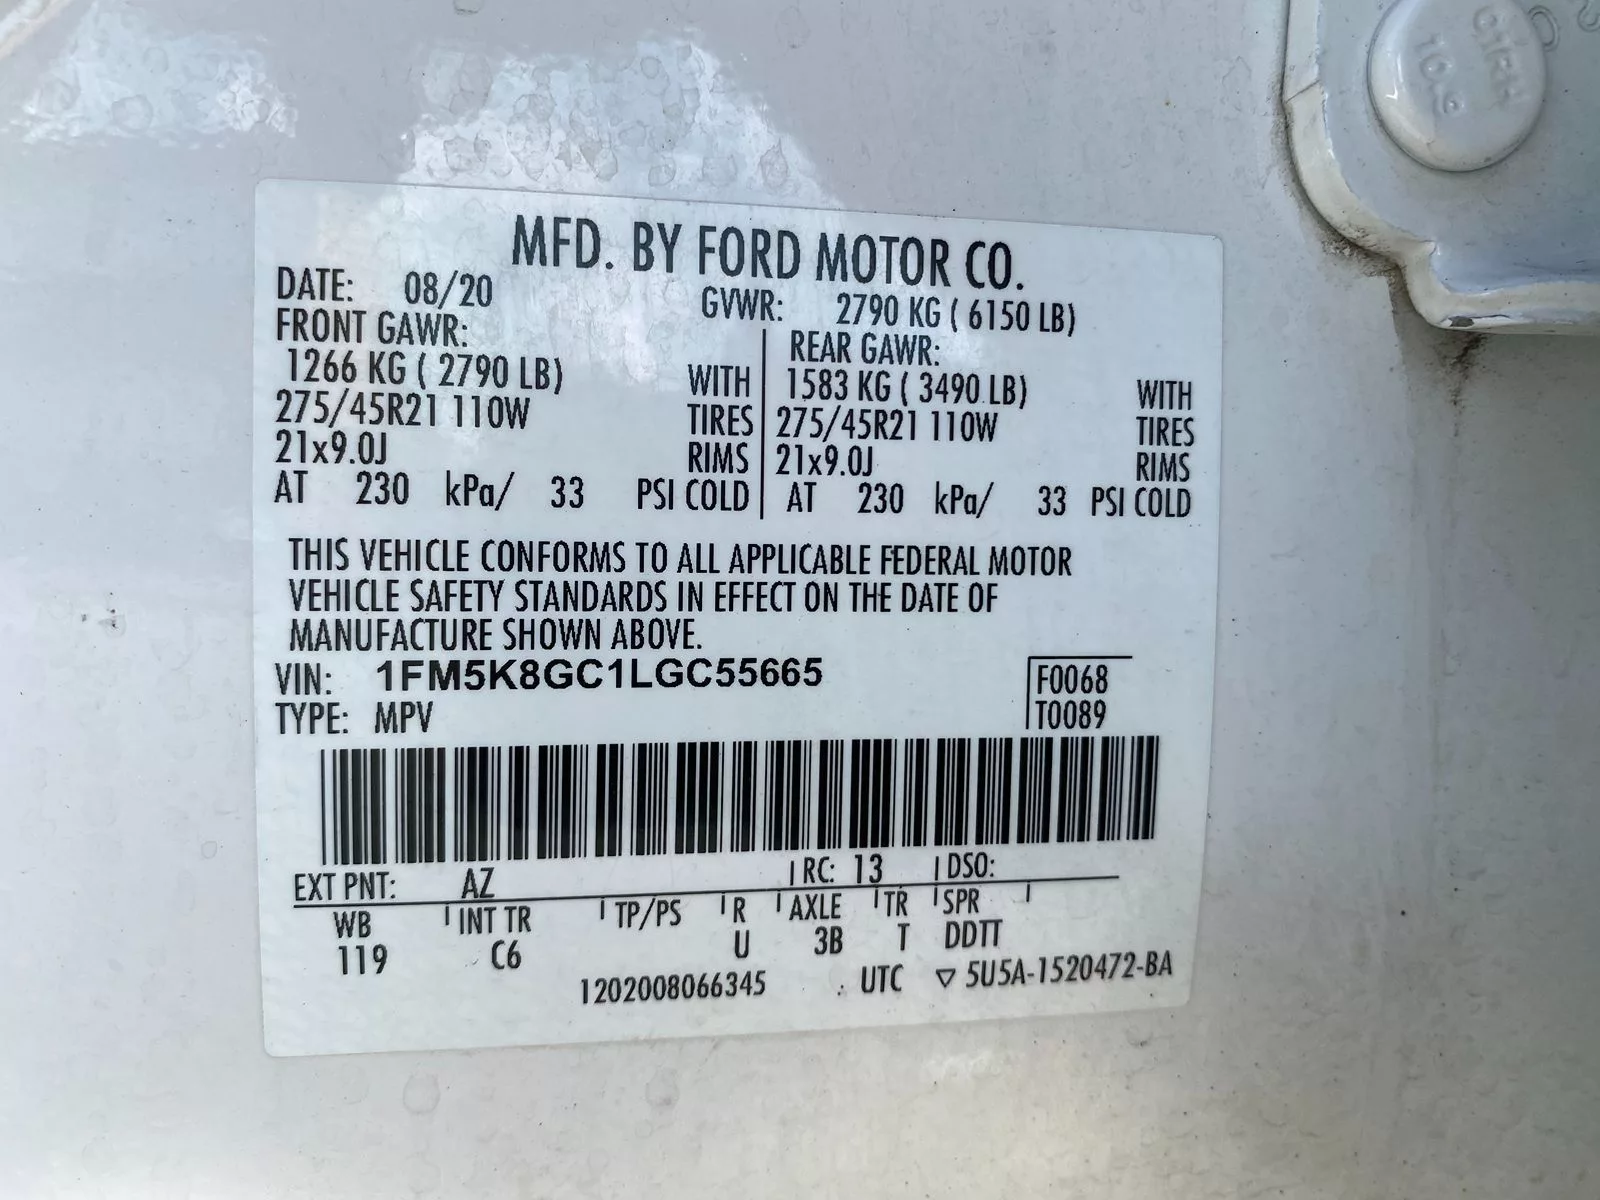 MFD. BY FORD MOTOR CO.
DATE: 08/20 GVWR: 2790 KG ( 6150 LB)
FRONT GAWR: REAR GAWR:
1266 KG ( 2790 LB) WITH 1583 KG ( 3490 LB) WITH
275/45R21 110W TIRES 275/45R21 110W TIRES
21x9.0J RIMS 21x9.0J RIMS
AT 230 kPa/ 33 PSI COLD AT 230 kPa/ 33 PSI COLD
THIS VEHICLE CONFORMS TO ALL APPLICABLE FEDERAL MOTOR
VEHICLE SAFETY STANDARDS IN EFFECT ON THE DATE OF
MANUFACTURE SHOWN ABOVE.
VIN: 1FM5K8GC1LGC55665 F0068
TYPE: MPV T0089
EXT PNT: AZ RC: 13 DSO:
WB INT TR TP/PS R AXLE TR SPR
119 C6 U 3B T DDTT
1202008066345 . UTC ▽ 5U5A-1520472-BA